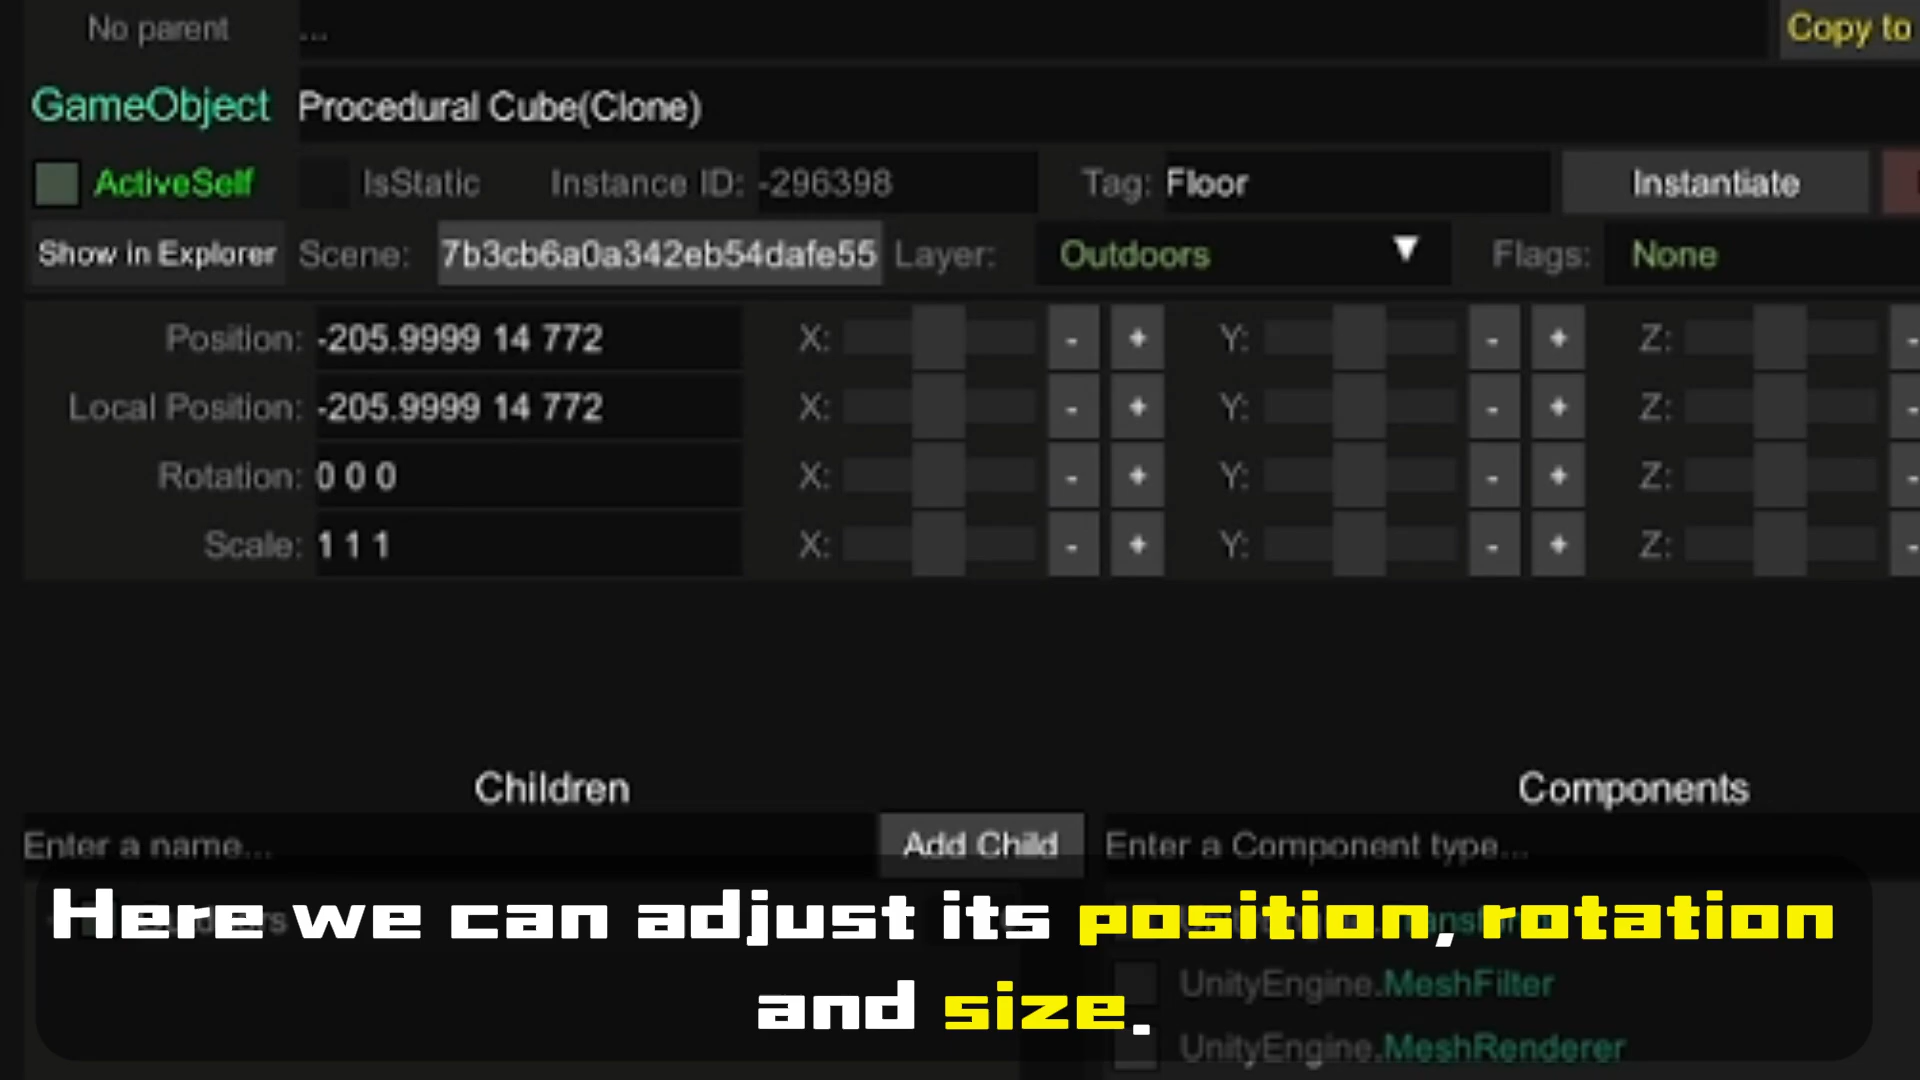 No parent ... Copy to
GameObject Procedural Cube(Clone)
ActiveSelf IsStatic Instance ID: -296398 Tag: Floor Instantiate
Show in Explorer Scene: 7b3cb6a0a342eb54dafe55 Layer: Outdoors ▼ Flags: None
Position: -205.9999 14 772 X: - + Y: - + Z: -
Local Position: -205.9999 14 772 X: - + Y: - + Z: -
Rotation: 0 0 0 X: - + Y: - + Z: -
Scale: 1 1 1 X: - + Y: - + Z: -
Children Components
Enter a name... Add Child Enter a Component type...
Here we can adjust its position, rotation
and size.
UnityEngine.MeshFilter
UnityEngine.MeshRenderer